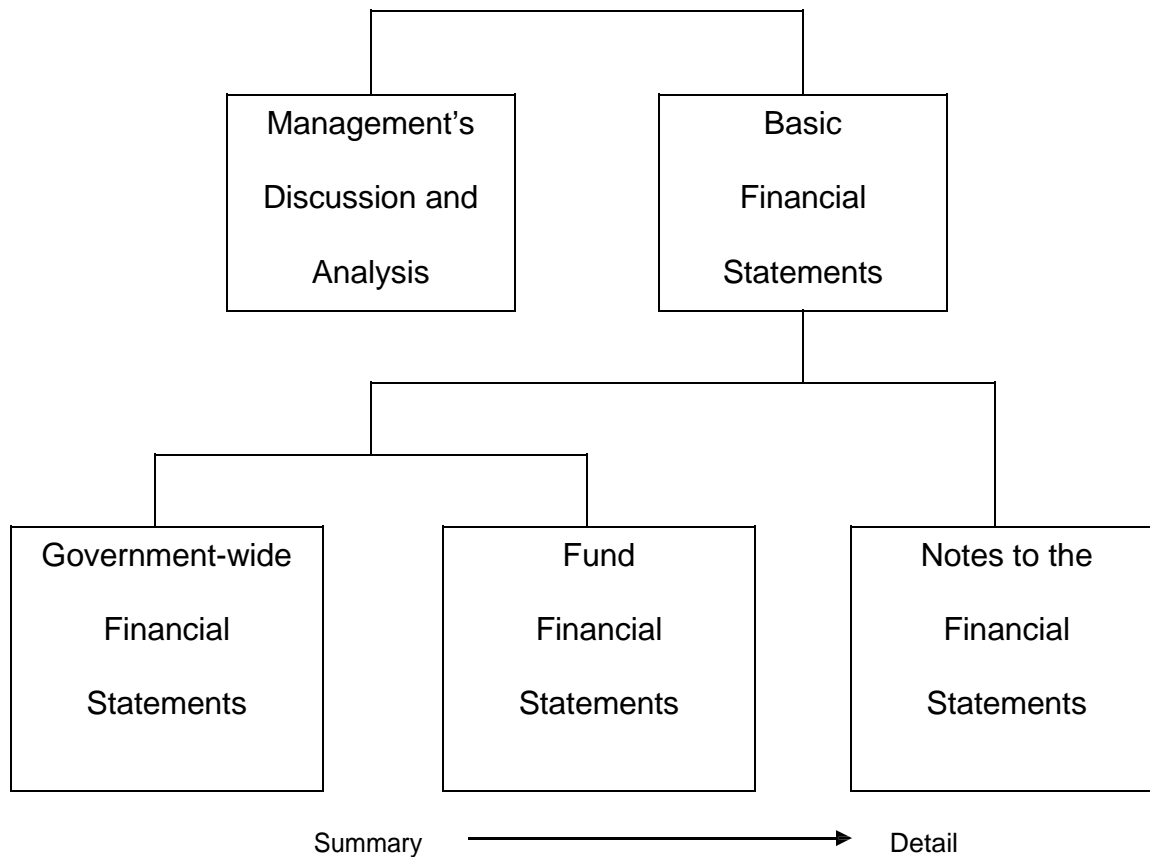 Management’s
Discussion and
Analysis
Basic
Financial
Statements
Government-wide
Financial
Statements
Fund
Financial
Statements
Notes to the
Financial
Statements
Summary
Detail